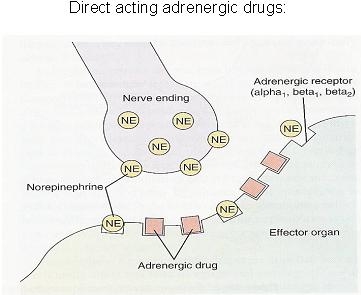 Direct acting adrenergic drugs:
Adrenergic receptor
(alpha₁, beta₁, beta₂)
Nerve ending
NE
NE
NE
NE
NE
NE
NE
Norepinephrine
NE
NE
Effector organ
Adrenergic drug